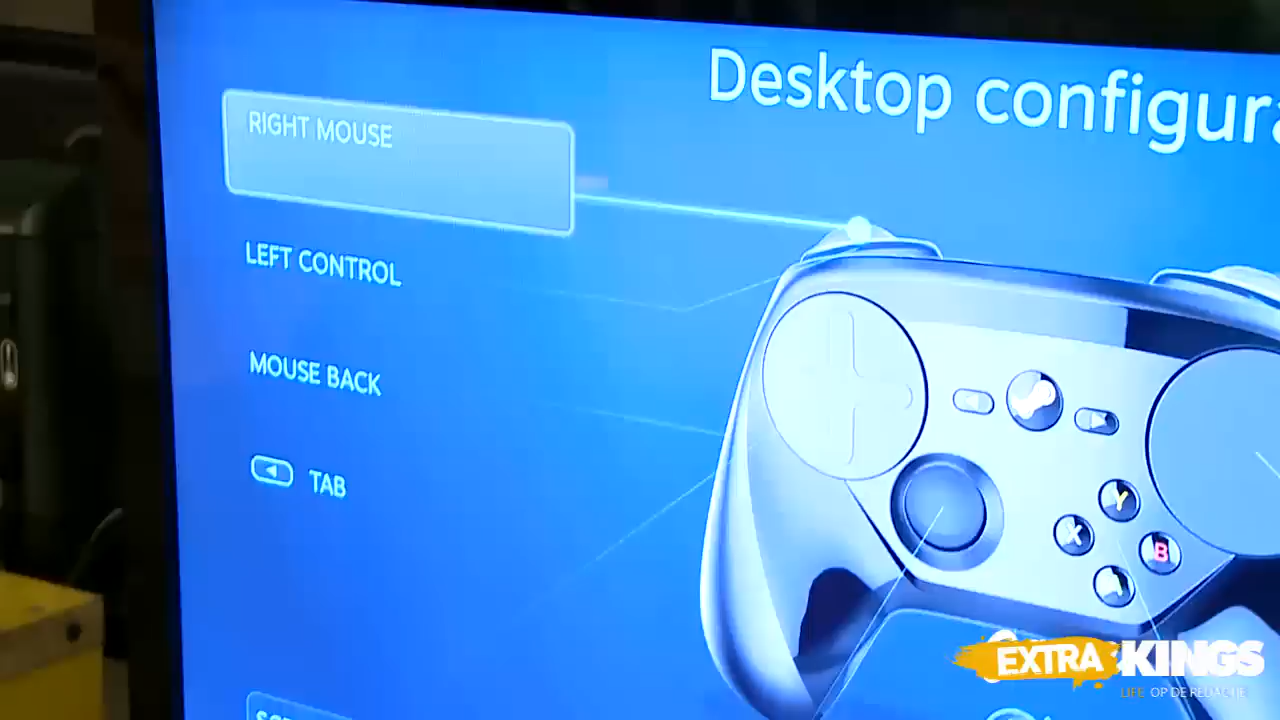 Desktop configura
RIGHT MOUSE
LEFT CONTROL
MOUSE BACK
TAB
Y
X
B
A
EXTRA KINGS
LIFE OP DE REDACTIE